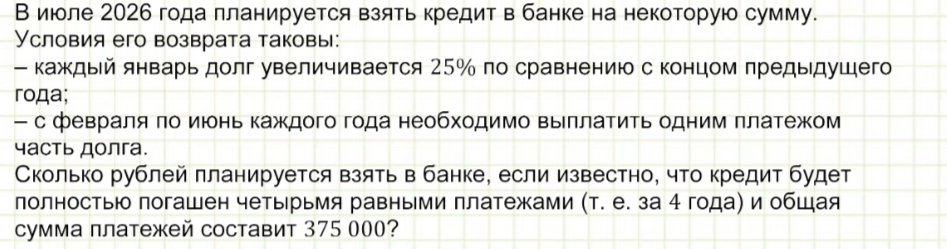 В июле 2026 года планируется взять кредит в банке на некоторую сумму.
Условия его возврата таковы:
– каждый январь долг увеличивается 25% по сравнению с концом предыдущего
года;
– с февраля по июнь каждого года необходимо выплатить одним платежом
часть долга.
Сколько рублей планируется взять в банке, если известно, что кредит будет
полностью погашен четырьмя равными платежами (т. е. за 4 года) и общая
сумма платежей составит 375 000?